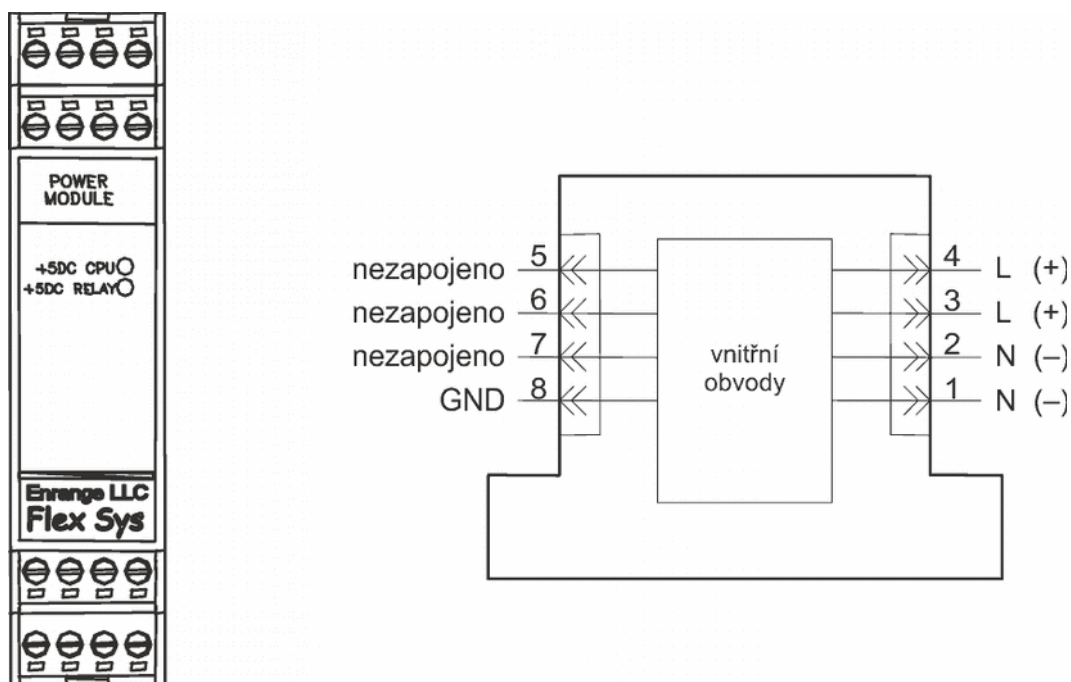 POWER
MODULE
+5DC CPU
+5DC RELAY
Enrange LLC
Flex Sys
nezapojeno 5
nezapojeno 6
nezapojeno 7
GND 8
vnitřní
obvody
4 L (+)
3 L (+)
2 N (–)
1 N (–)